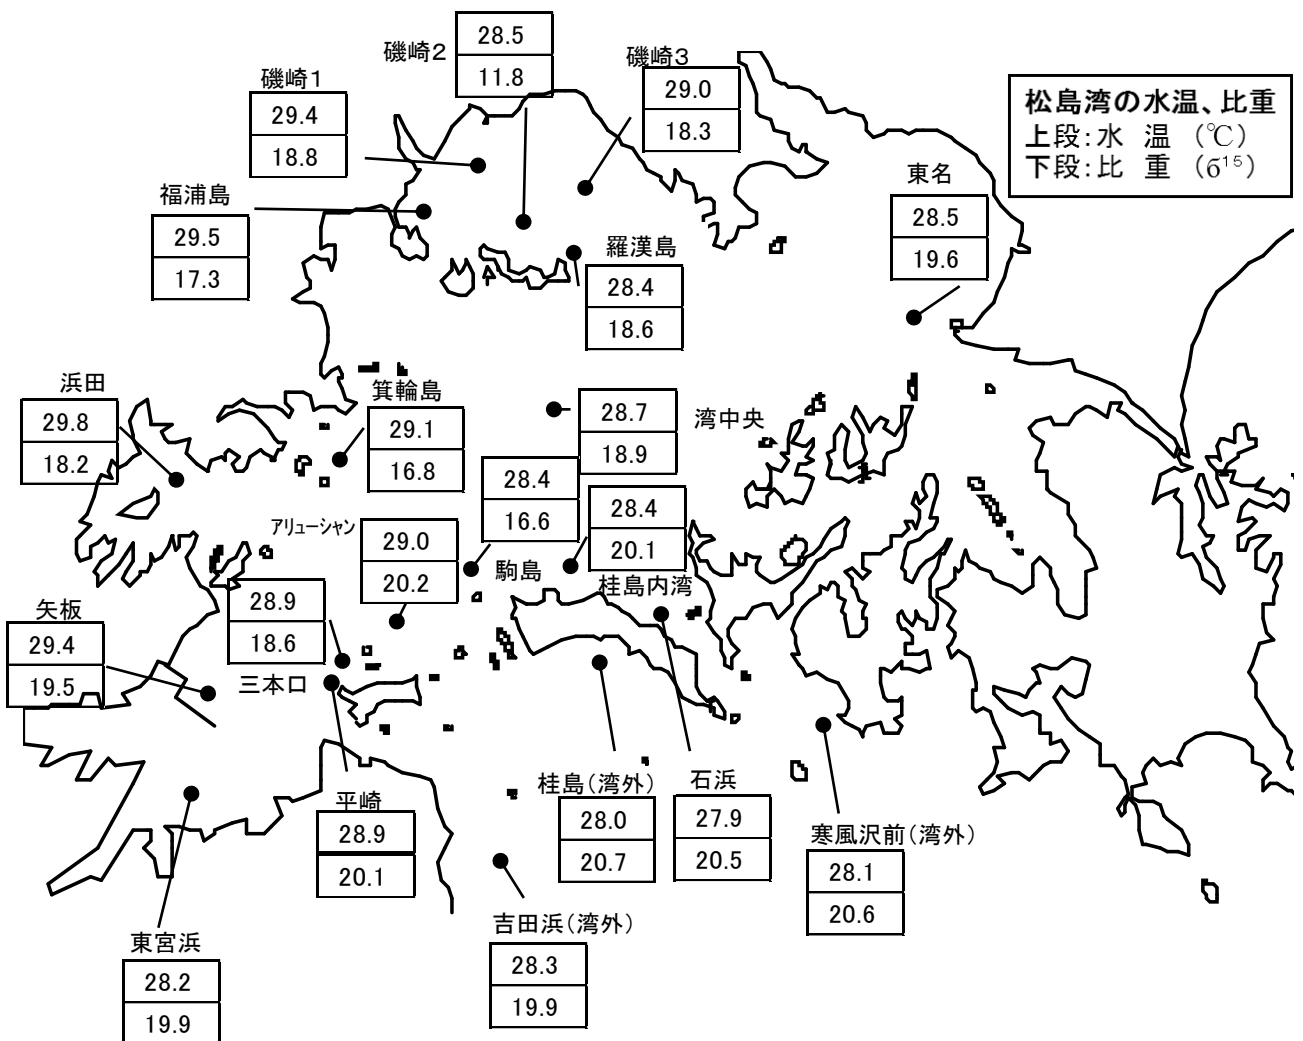 磯崎2
28.5
11.8
磯崎3
29.0
18.3
磯崎1
29.4
18.8
松島湾の水温、比重
上段:水 温 (℃)
下段:比 重 (б¹⁵)
福浦島
29.5
17.3
東名
28.5
19.6
羅漢島
28.4
18.6
浜田
29.8
18.2
箕輪島
29.1
16.8
28.7
18.9
湾中央
28.4
16.6
駒島
28.4
20.1
桂島内湾
アリューシャン
29.0
20.2
28.9
18.6
三本口
矢板
29.4
19.5
平崎
28.9
20.1
桂島(湾外)
28.0
20.7
石浜
27.9
20.5
寒風沢前(湾外)
28.1
20.6
吉田浜(湾外)
28.3
19.9
東宮浜
28.2
19.9